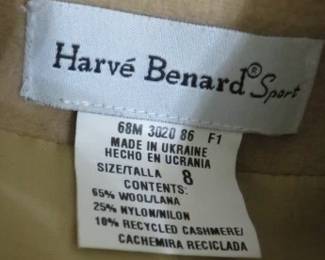 Harvé Benard® Sport
68M 3020 86 F1
MADE IN UKRAINE
HECHO EN UCRANIA
SIZE/TALLA 8
CONTENTS:
65% WOOL/LANA
25% NYLON/NILON
10% RECYCLED CASHMERE/
CACHEMIRA RECICLADA